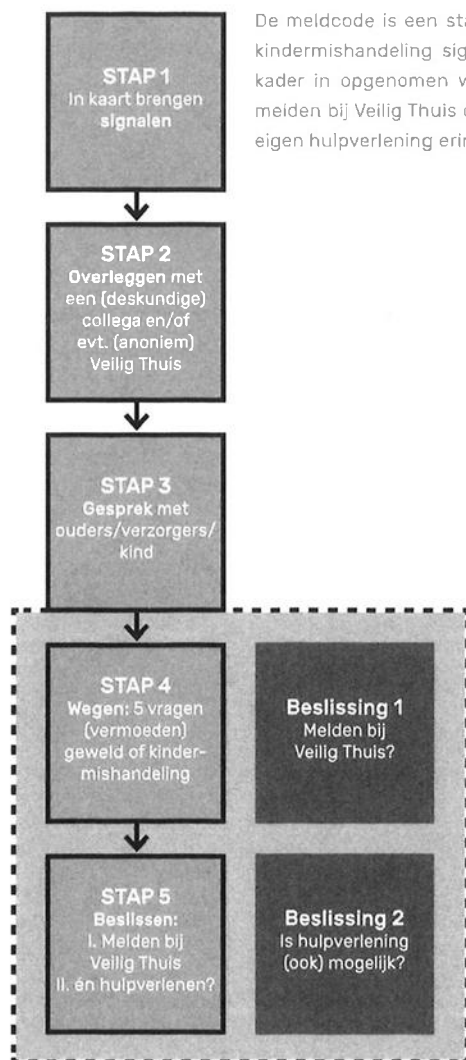 De meldcode is een
kindermishandeling
kader in opgenomen
melden bij Veilig Thuis
eigen hulpverlening
STAP 1
In kaart brengen
signalen
STAP 2
Overleggen met
een (deskundige)
collega en/of
evt. (anoniem)
Veilig Thuis
STAP 3
Gesprek met
ouders/verzorgers/
kind
STAP 4
Wegen: 5 vragen
(vermoeden)
geweld of kinder-
mishandeling
Beslissing 1
Melden bij
Veilig Thuis?
STAP 5
Beslissen:
I. Melden bij
Veilig Thuis
II. én hulpverlenen?
Beslissing 2
Is hulpverlening
(ook) mogelijk?